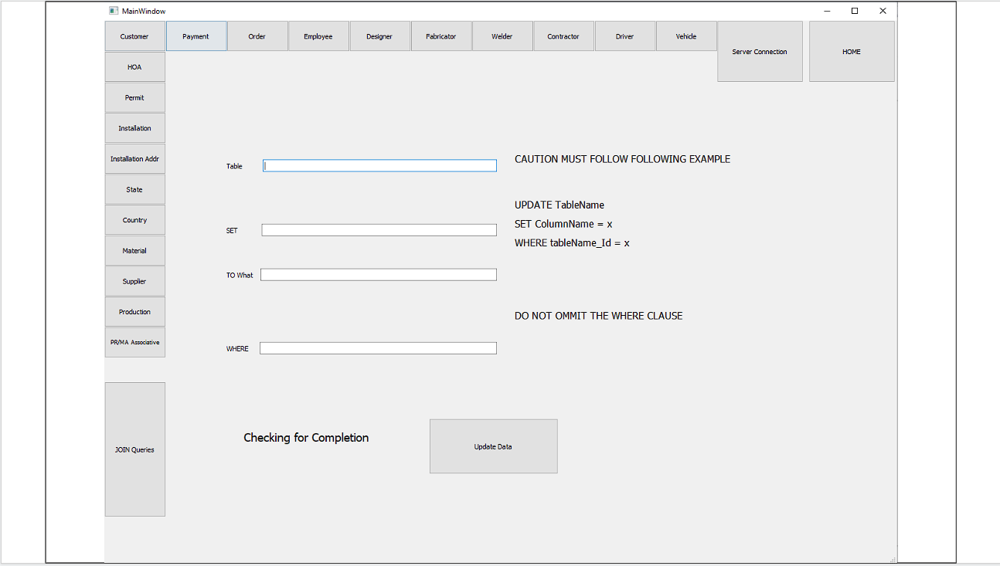 MainWindow
Customer
Payment
Order
Employee
Designer
Fabricator
Welder
Contractor
Driver
Vehicle
Server Connection
HOME
HOA
Permit
Installation
Installation Addr
State
Country
Material
Supplier
Production
PR/MA Associative
JOIN Queries
Table
SET
TO What
WHERE
CAUTION MUST FOLLOW FOLLOWING EXAMPLE
UPDATE TableName
SET ColumnName = x
WHERE tableName_Id = x
DO NOT OMMIT THE WHERE CLAUSE
Checking for Completion
Update Data